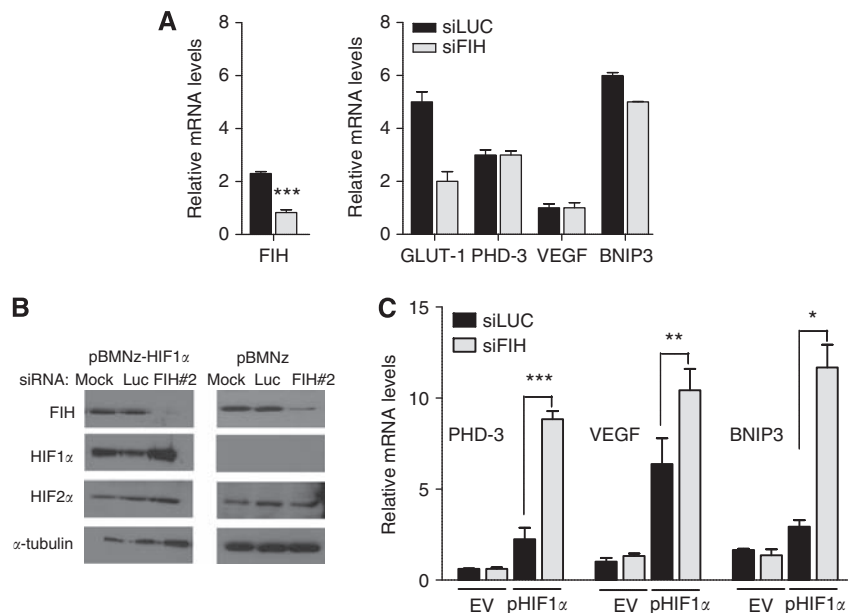 A
Relative mRNA levels
8
6
4
2
0
***
FIH
Relative mRNA levels
8
6
4
2
0
siLUC
siFIH
GLUT-1 PHD-3 VEGF BNIP3
B
pBMNz-HIF1α pBMNz
siRNA: Mock Luc FIH#2 Mock Luc FIH#2
FIH
HIF1α
HIF2α
α-tubulin
C
Relative mRNA levels
15
10
5
0
siLUC
siFIH
PHD-3 VEGF BNIP3
*** ** *
EV pHIF1α EV pHIF1α EV pHIF1α